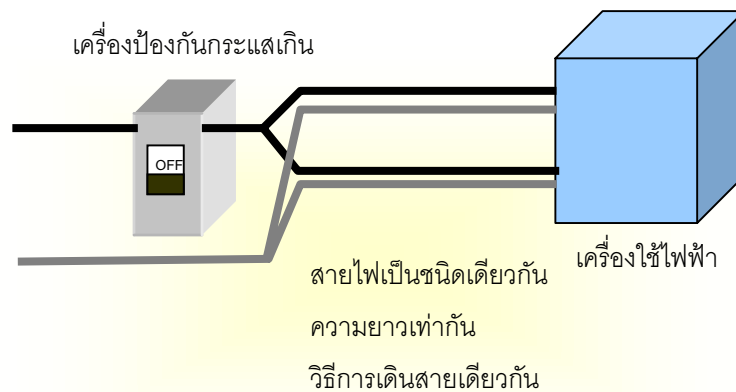 เครื่องป้องกันกระแสเกิน
OFF
เครื่องใช้ไฟฟ้า
สายไฟเป็นชนิดเดียวกัน
ความยาวเท่ากัน
วิธีการเดินสายเดียวกัน